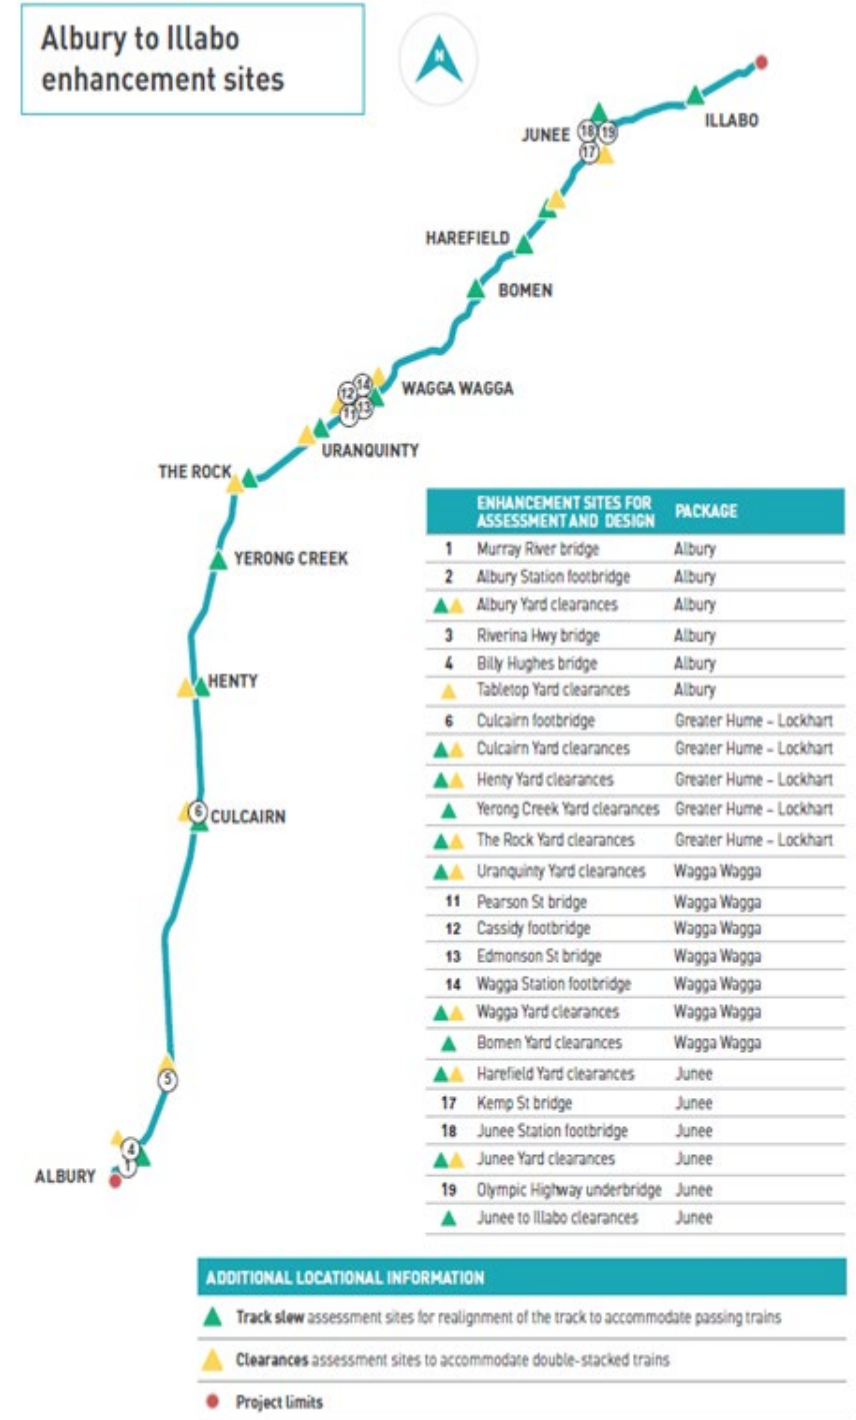 Albury to Illabo
enhancement sites
N
ILLABO
JUNEE
18
19
17
HAREFIELD
BOMEN
14
12
WAGGA WAGGA
13
11
URANQUINTY
THE ROCK
YERONG CREEK
HENTY
6
CULCAIRN
5
4
1
ALBURY
ENHANCEMENT SITES FOR
ASSESSMENT AND DESIGN
PACKAGE
1 Murray River bridge Albury
2 Albury Station footbridge Albury
Albury Yard clearances Albury
3 Riverina Hwy bridge Albury
4 Billy Hughes bridge Albury
Tabletop Yard clearances Albury
6 Culcairn footbridge Greater Hume – Lockhart
Culcairn Yard clearances Greater Hume – Lockhart
Henty Yard clearances Greater Hume – Lockhart
Yerong Creek Yard clearances Greater Hume – Lockhart
The Rock Yard clearances Greater Hume – Lockhart
Uranquinty Yard clearances Wagga Wagga
11 Pearson St bridge Wagga Wagga
12 Cassidy footbridge Wagga Wagga
13 Edmonson St bridge Wagga Wagga
14 Wagga Station footbridge Wagga Wagga
Wagga Yard clearances Wagga Wagga
Bomen Yard clearances Wagga Wagga
Harefield Yard clearances Junee
17 Kemp St bridge Junee
18 Junee Station footbridge Junee
Junee Yard clearances Junee
19 Olympic Highway underbridge Junee
Junee to Illabo clearances Junee
ADDITIONAL LOCATIONAL INFORMATION
Track slew assessment sites for realignment of the track to accommodate passing trains
Clearances assessment sites to accommodate double-stacked trains
Project limits